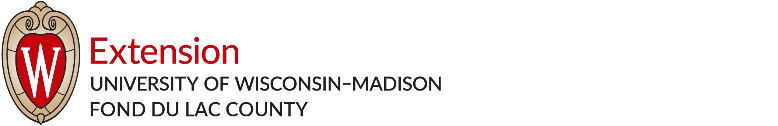 W
Extension
UNIVERSITY OF WISCONSIN–MADISON
FOND DU LAC COUNTY